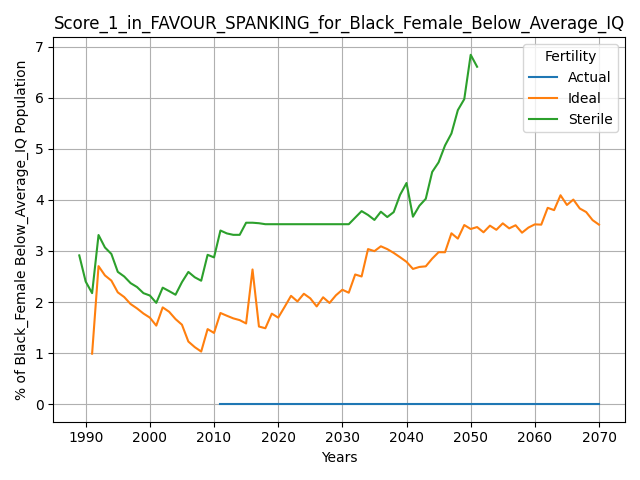 Score_1_in_FAVOUR_SPANKING_for_Black_Female_Below_Average_IQ
% of Black_Female Below_Average_IQ Population
7
6
5
4
3
2
1
0
Fertility
Actual
Ideal
Sterile
1990 2000 2010 2020 2030 2040 2050 2060 2070
Years